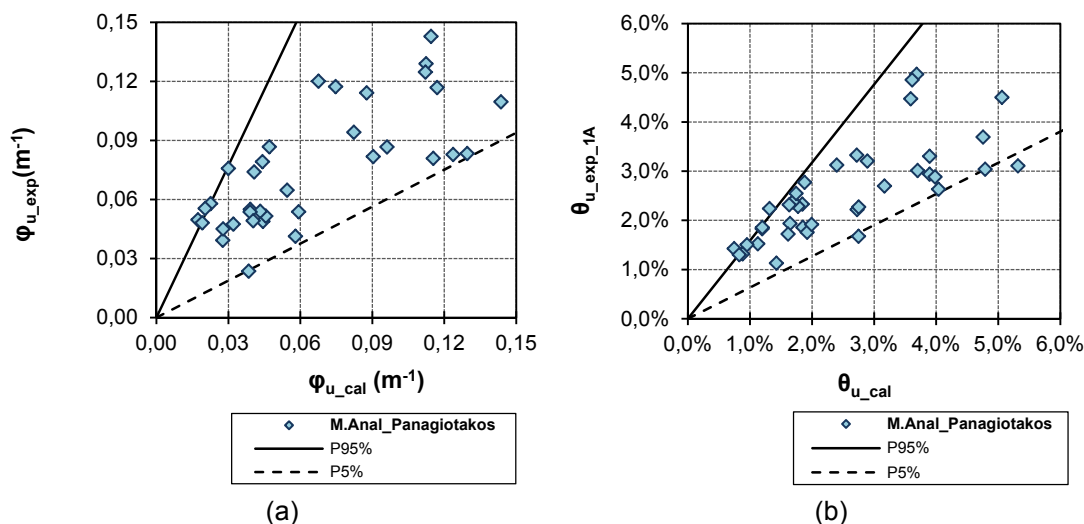 0,15
0,12
0,09
0,06
0,03
0,00
φu_exp(m-1)
0,00 0,03 0,06 0,09 0,12 0,15
φu_cal (m-1)
M.Anal_Panagiotakos
P95%
P5%
(a)
6,0%
5,0%
4,0%
3,0%
2,0%
1,0%
0,0%
θu_exp_1A
0,0% 1,0% 2,0% 3,0% 4,0% 5,0% 6,0%
θu_cal
M.Anal_Panagiotakos
P95%
P5%
(b)